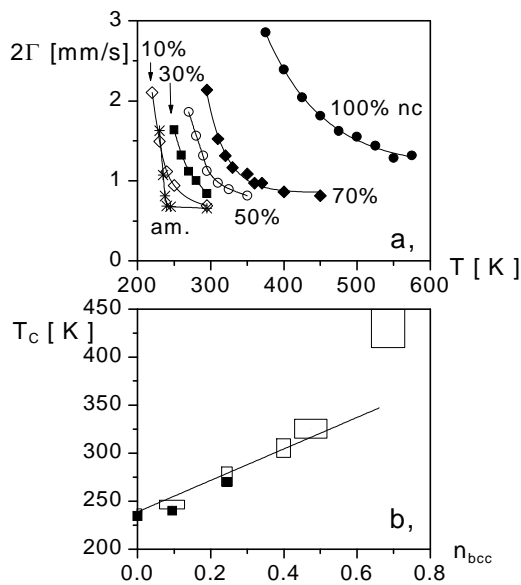 3
2Γ [mm/s]
10%
30%
100% nc
2
1
am.
50%
70%
a,
0
200 300 400 500 600
T [ K ]
450
T_C [ K ]
400
350
300
250
200
b,
0.0 0.2 0.4 0.6 0.8
n_bcc